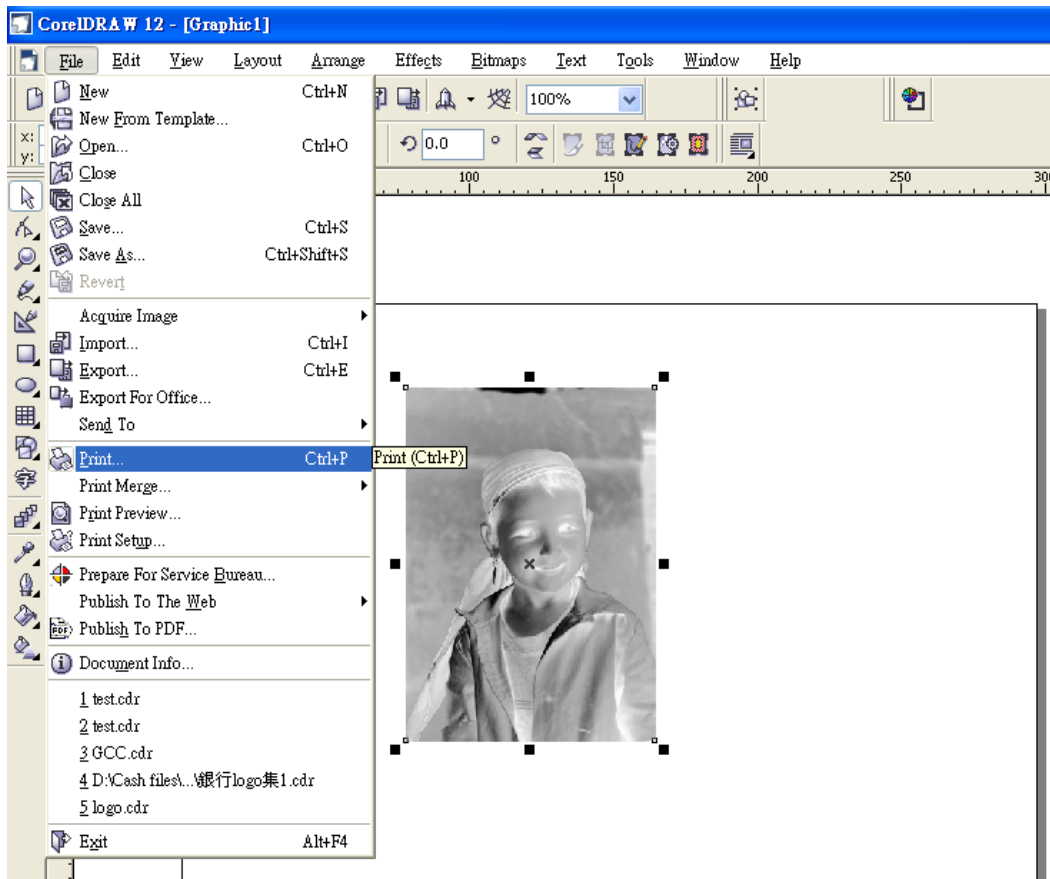 CorelDRAW 12 - [Graphic1]
File Edit View Layout Arrange Effects Bitmaps Text Tools Window Help
New Ctrl+N
100%
New From Template...
x:
Open... Ctrl+O
0.0 °
y:
Close
100 150 200 250 300
Close All
Save... Ctrl+S
Save As... Ctrl+Shift+S
Revert
Acquire Image
Import... Ctrl+I
Export... Ctrl+E
Export For Office...
Send To
Print... Ctrl+P
Print (Ctrl+P)
Print Merge...
字
Print Preview...
Print Setup...
Prepare For Service Bureau...
Publish To The Web
PDF Publish To PDF...
Document Info...
1 test.cdr
2 test.cdr
3 GCC.cdr
4 D:\Cash files\...\銀行logo集1.cdr
5 logo.cdr
Exit Alt+F4